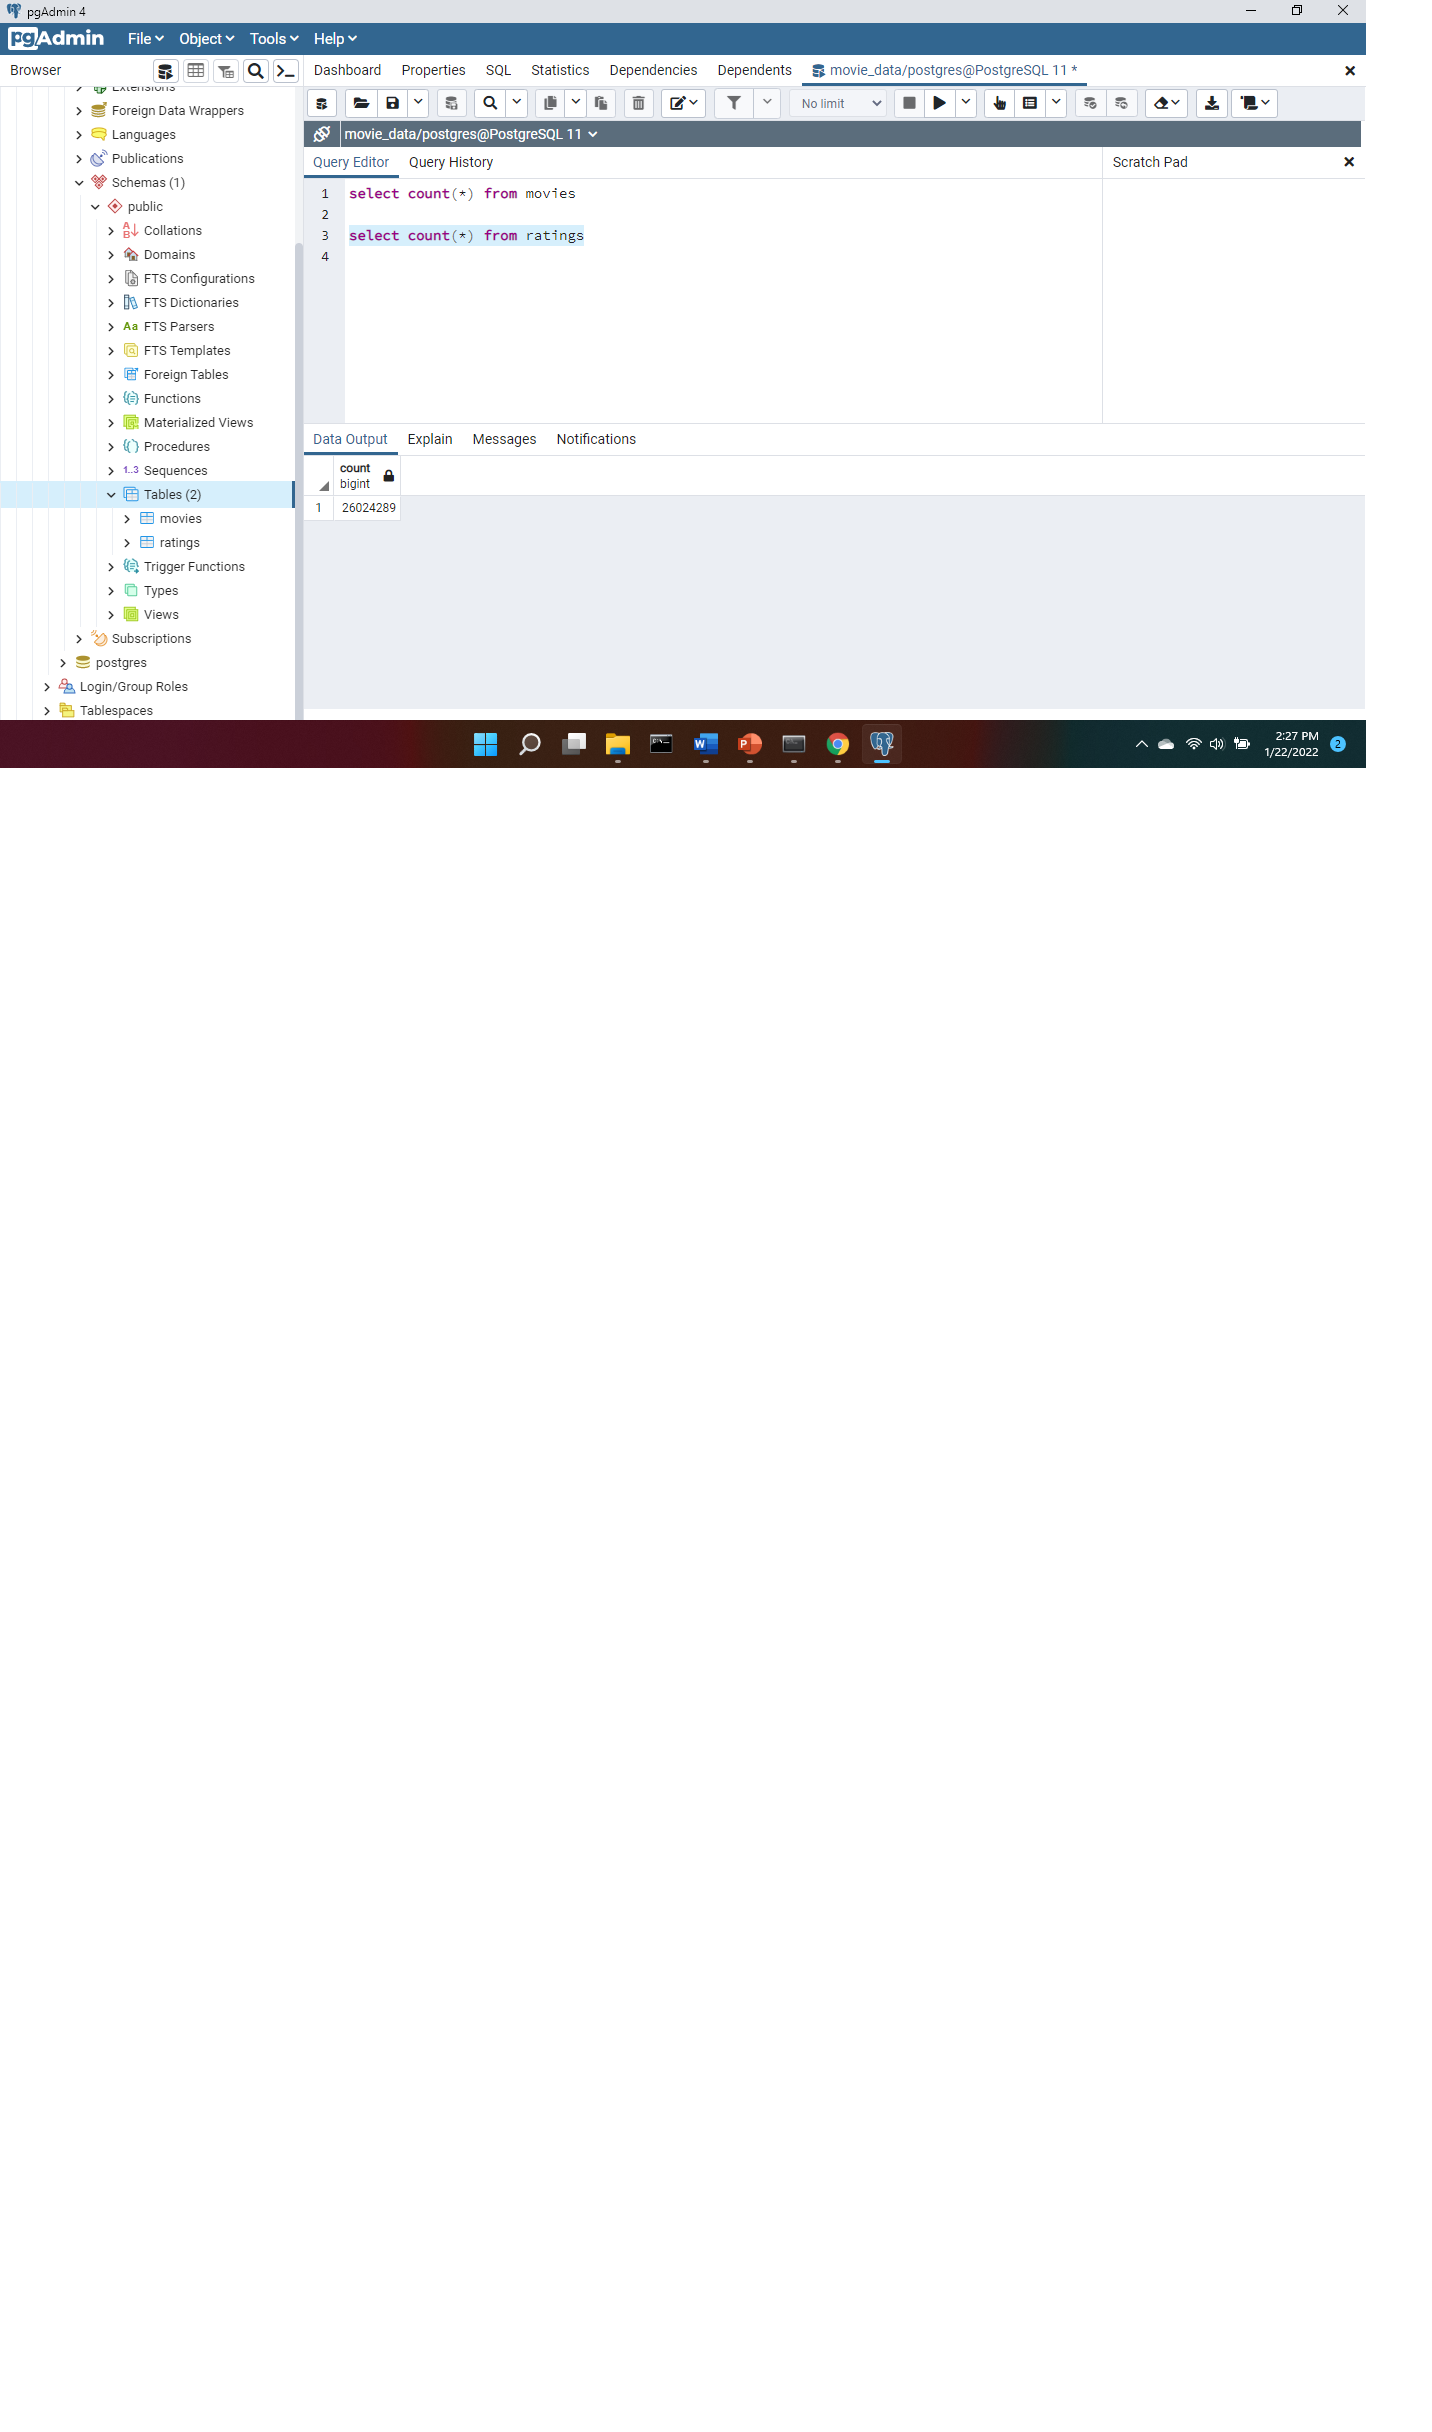 pgAdmin 4
pgAdmin File Object Tools Help
Browser
Dashboard Properties SQL Statistics Dependencies Dependents movie_data/postgres@PostgreSQL 11 *
No limit
movie_data/postgres@PostgreSQL 11
Query Editor Query History
Scratch Pad
1 select count(*) from movies
2
3 select count(*) from ratings
4
Data Output Explain Messages Notifications
count
bigint
1 26024289
Extensions
Foreign Data Wrappers
Languages
Publications
Schemas (1)
public
Collations
Domains
FTS Configurations
FTS Dictionaries
Aa FTS Parsers
FTS Templates
Foreign Tables
Functions
Materialized Views
Procedures
1..3 Sequences
Tables (2)
movies
ratings
Trigger Functions
Types
Views
Subscriptions
postgres
Login/Group Roles
Tablespaces
2:27 PM
1/22/2022
2